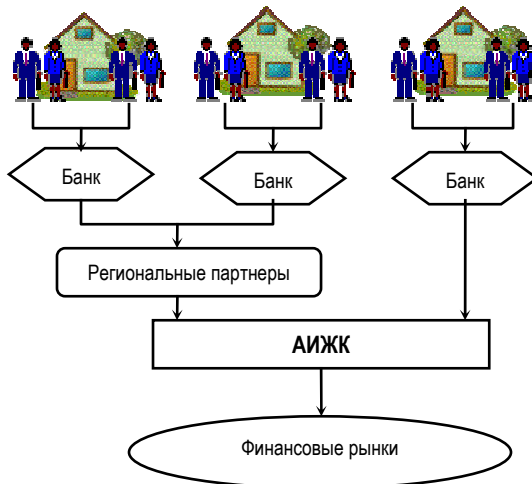 Банк
Банк
Банк
Региональные партнеры
АИЖК
Финансовые рынки